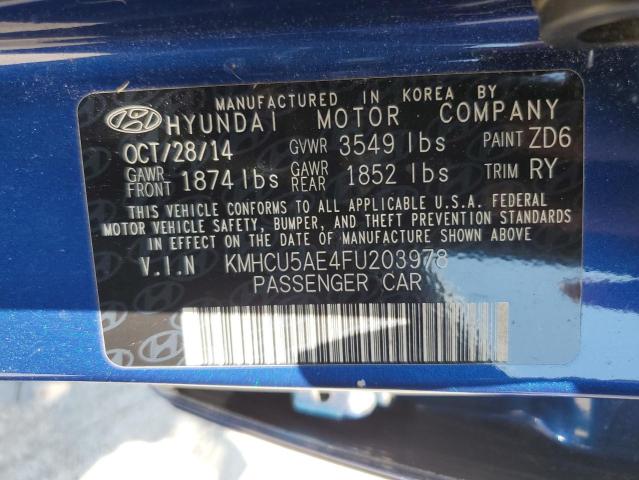 MANUFACTURED IN KOREA BY
HYUNDAI MOTOR COMPANY
OCT/28/14 GVWR 3549 lbs PAINT ZD6
GAWR FRONT 1874 lbs GAWR REAR 1852 lbs TRIM RY
THIS VEHICLE CONFORMS TO ALL APPLICABLE U.S.A. FEDERAL
MOTOR VEHICLE SAFETY, BUMPER, AND THEFT PREVENTION STANDARDS
IN EFFECT ON THE DATE OF MANUFACTURE SHOWN ABOVE.
V.I.N KMHCU5AE4FU203978
PASSENGER CAR